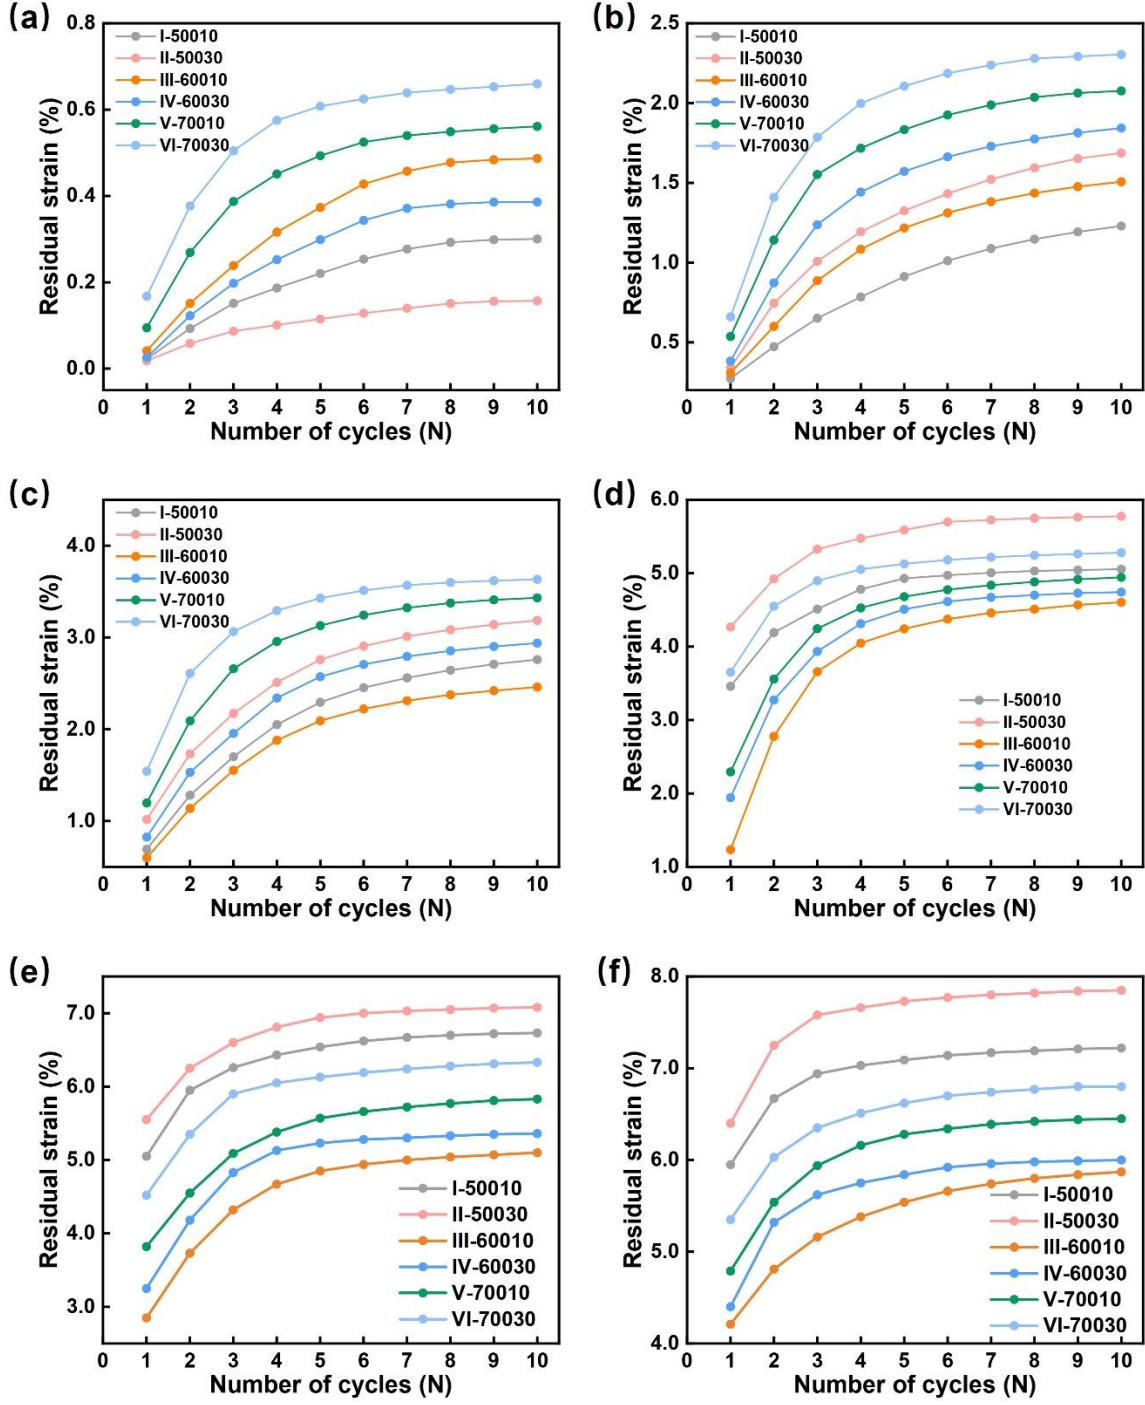 (a)
0.8
0.6
0.4
0.2
0.0
Residual strain (%)
I-50010
II-50030
III-60010
IV-60030
V-70010
VI-70030
0 1 2 3 4 5 6 7 8 9 10
Number of cycles (N)
(b)
2.5
2.0
1.5
1.0
0.5
Residual strain (%)
I-50010
II-50030
III-60010
IV-60030
V-70010
VI-70030
0 1 2 3 4 5 6 7 8 9 10
Number of cycles (N)
(c)
4.0
3.0
2.0
1.0
Residual strain (%)
I-50010
II-50030
III-60010
IV-60030
V-70010
VI-70030
0 1 2 3 4 5 6 7 8 9 10
Number of cycles (N)
(d)
6.0
5.0
4.0
3.0
2.0
1.0
Residual strain (%)
I-50010
II-50030
III-60010
IV-60030
V-70010
VI-70030
0 1 2 3 4 5 6 7 8 9 10
Number of cycles (N)
(e)
7.0
6.0
5.0
4.0
3.0
Residual strain (%)
I-50010
II-50030
III-60010
IV-60030
V-70010
VI-70030
0 1 2 3 4 5 6 7 8 9 10
Number of cycles (N)
(f)
8.0
7.0
6.0
5.0
4.0
Residual strain (%)
I-50010
II-50030
III-60010
IV-60030
V-70010
VI-70030
0 1 2 3 4 5 6 7 8 9 10
Number of cycles (N)